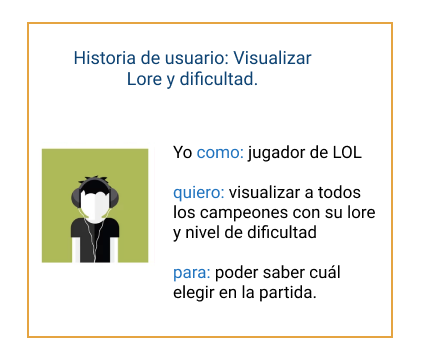 Historia de usuario: Visualizar
Lore y dificultad.
Yo como: jugador de LOL
quiero: visualizar a todos
los campeones con su lore
y nivel de dificultad
para: poder saber cuál
elegir en la partida.